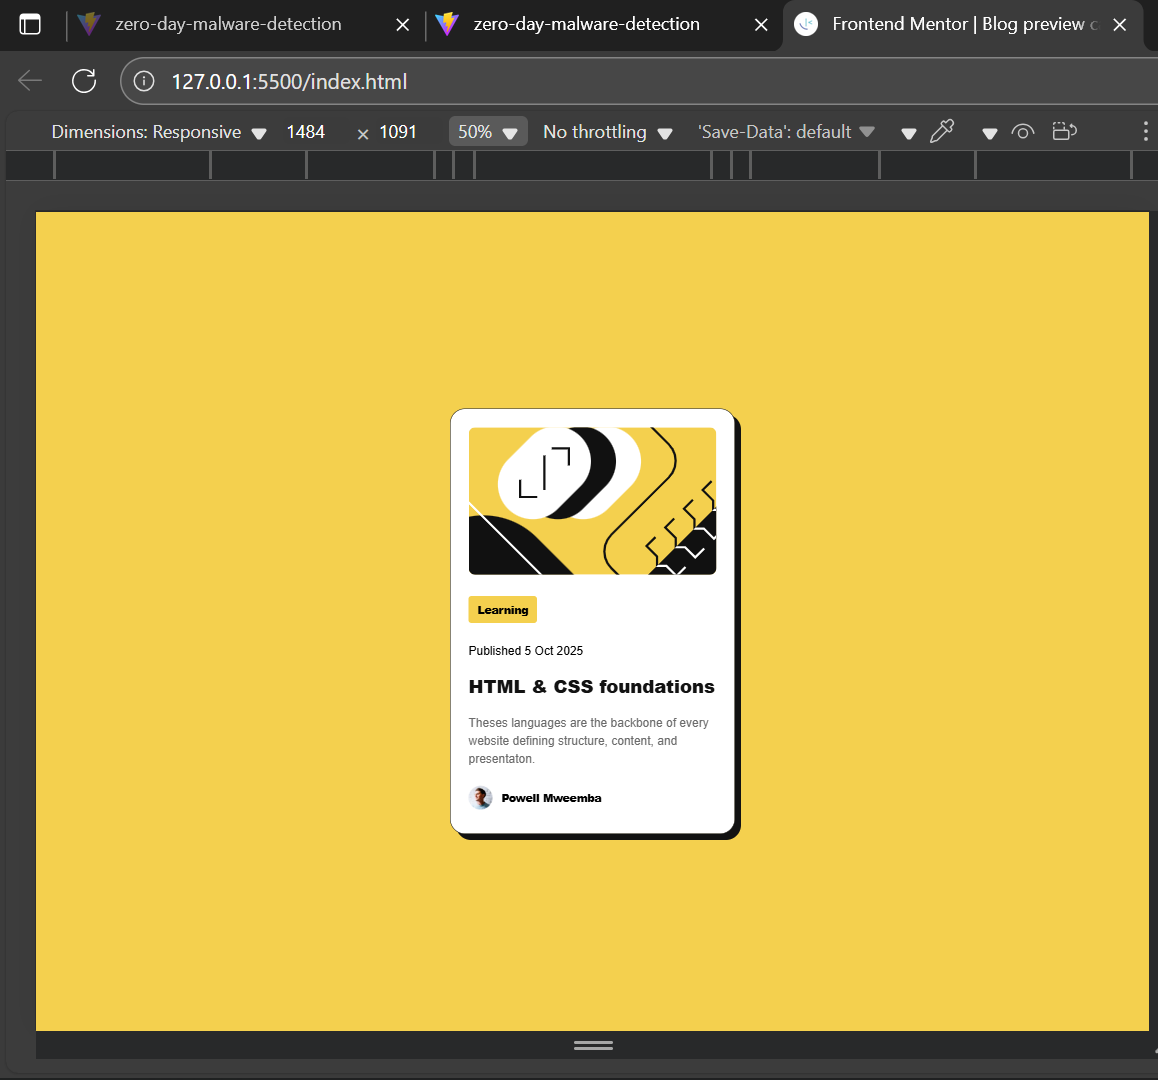 zero-day-malware-detection
zero-day-malware-detection
Frontend Mentor | Blog preview
127.0.0.1:5500/index.html
Dimensions: Responsive 1484 × 1091 50% No throttling 'Save-Data': default
Learning
Published 5 Oct 2025
HTML & CSS foundations
Theses languages are the backbone of every
website defining structure, content, and
presentaton.
Powell Mweemba